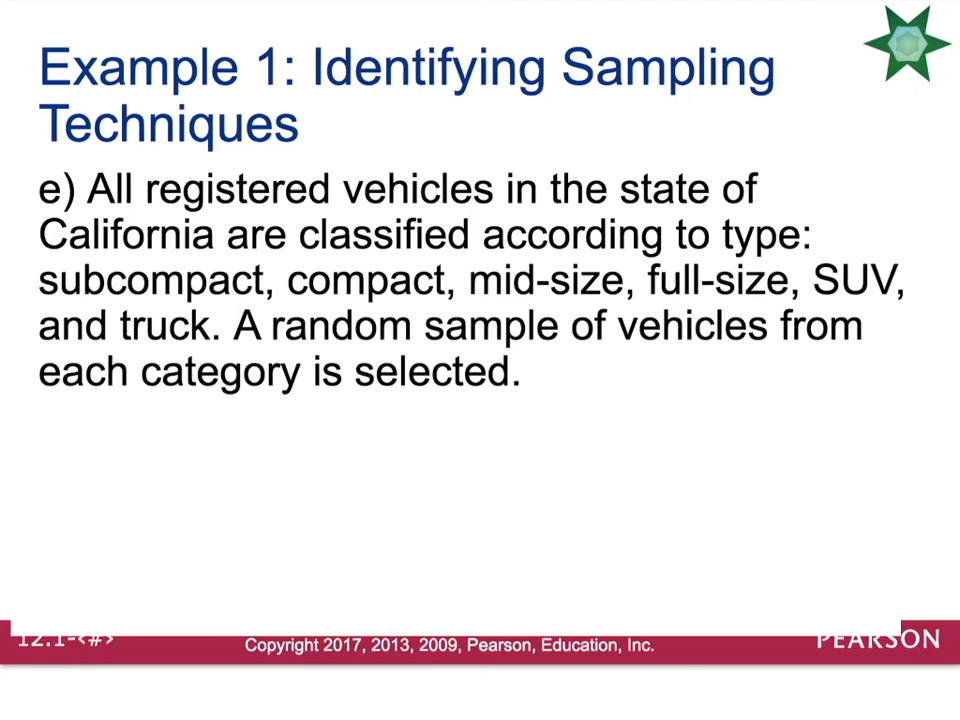 Example 1: Identifying Sampling
Techniques
e) All registered vehicles in the state of
California are classified according to type:
subcompact, compact, mid-size, full-size, SUV,
and truck. A random sample of vehicles from
each category is selected.
12.1-<#>
Copyright 2017, 2013, 2009, Pearson, Education, Inc.
PEARSON